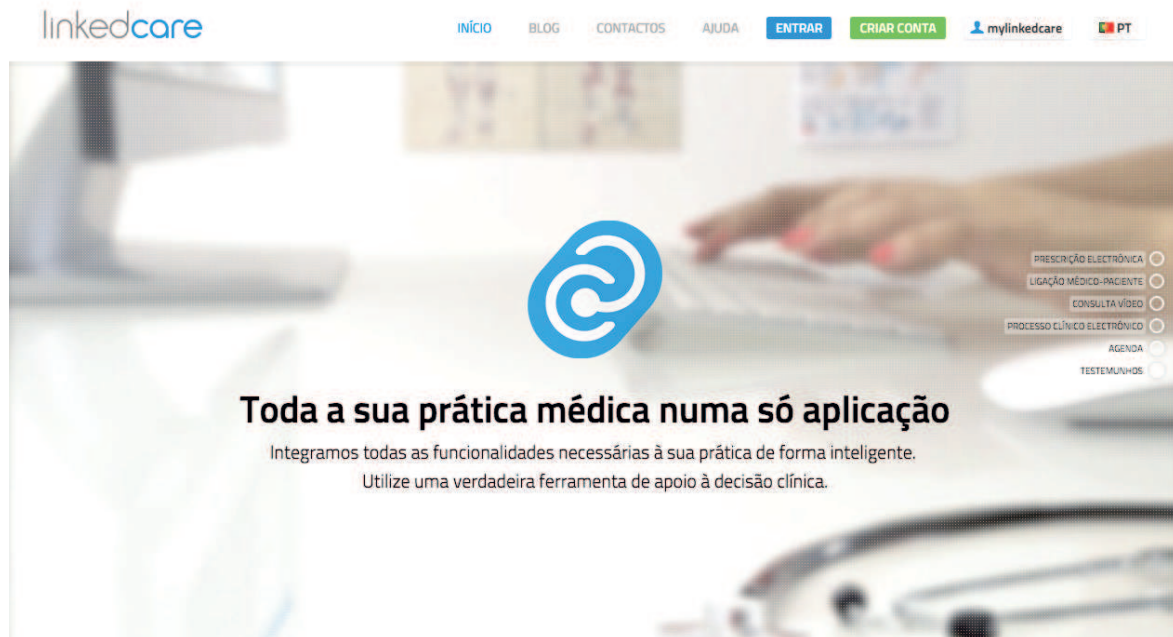 linkedcare
INÍCIO BLOG CONTACTOS AJUDA ENTRAR CRIAR CONTA mylinkedcare PT
PRESCRIÇÃO ELECTRÓNICA
LIGAÇÃO MÉDICO-PACIENTE
CONSULTA VÍDEO
PROCESSO CLÍNICO ELECTRÓNICO
AGENDA
TESTEMUNHOS
Toda a sua prática médica numa só aplicação
Integramos todas as funcionalidades necessárias à sua prática de forma inteligente.
Utilize uma verdadeira ferramenta de apoio à decisão clínica.